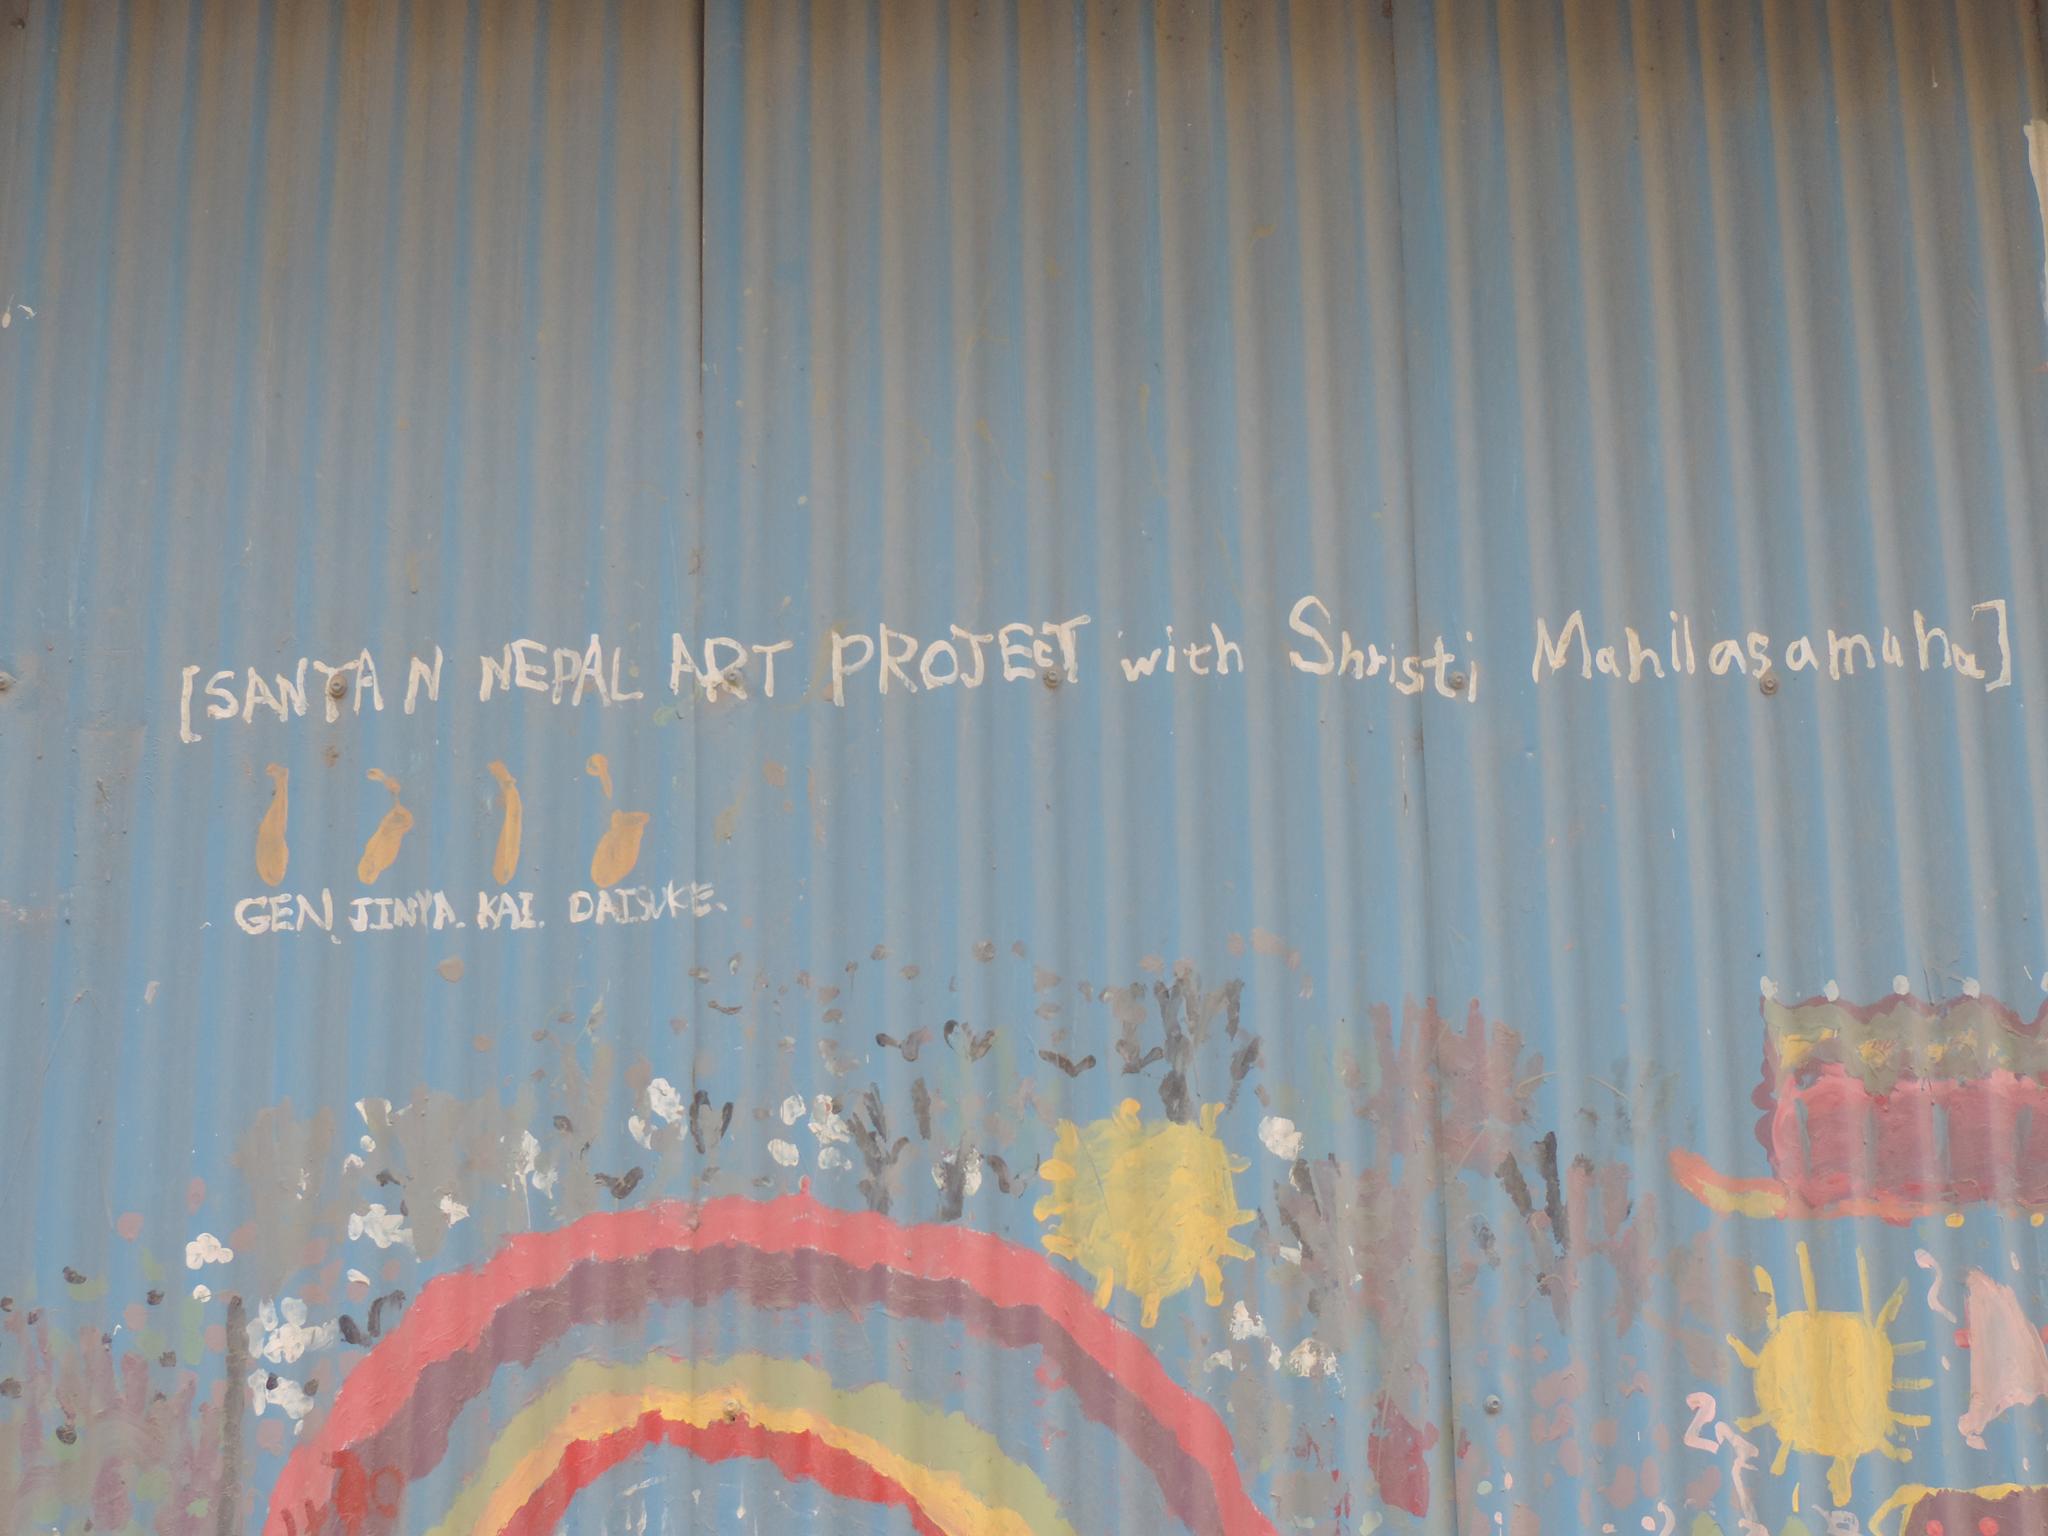 [SANTA N NEPAL ART PROJECT with Shristi Mahilasamuha]
GEN. JINYA. KAI. DAISUKE.